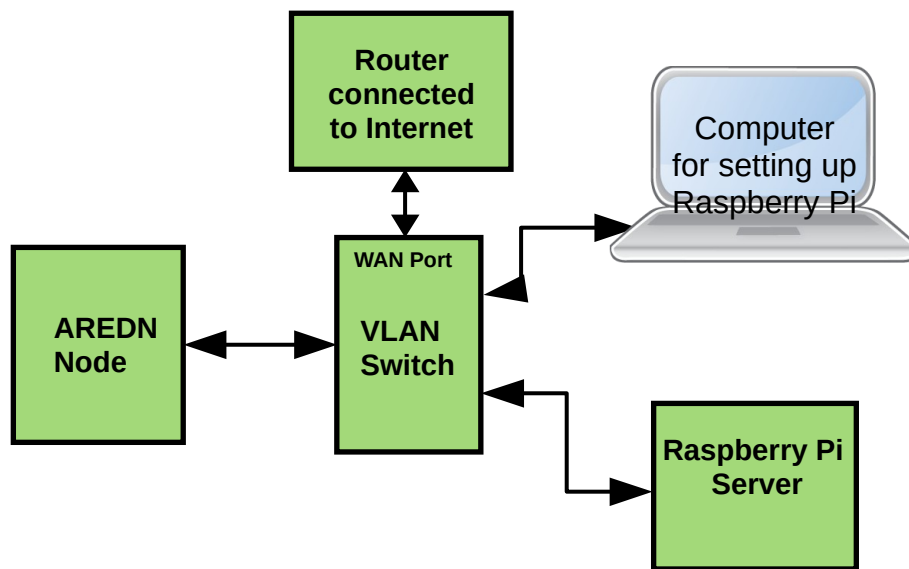 Router
connected
to Internet
Computer
for setting up
Raspberry Pi
WAN Port
VLAN
Switch
AREDN
Node
Raspberry Pi
Server